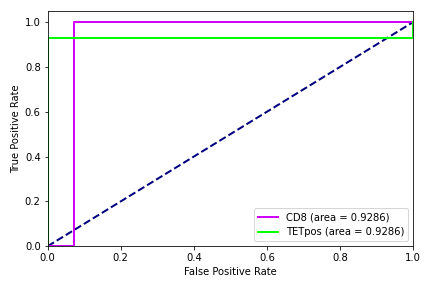 1.0
0.8
0.6
0.4
0.2
0.0
True Positive Rate
CD8 (area = 0.9286)
TETpos (area = 0.9286)
0.0 0.2 0.4 0.6 0.8 1.0
False Positive Rate